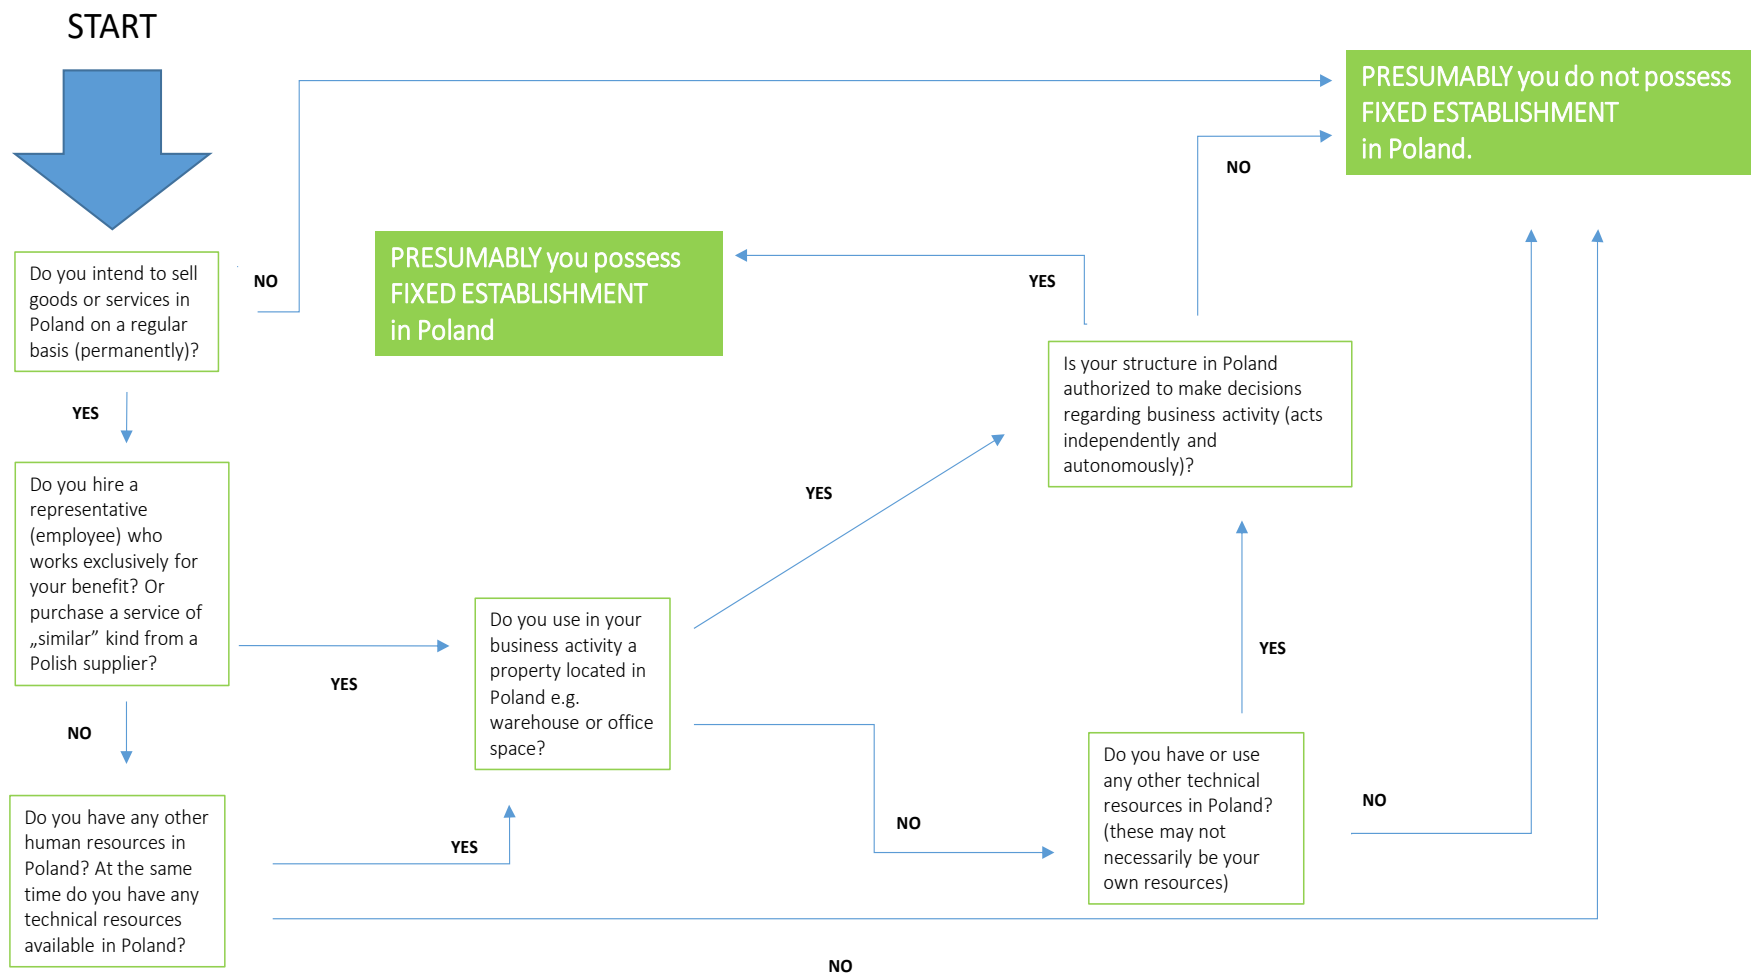 START
PRESUMABLY you do not possess
FIXED ESTABLISHMENT
in Poland.
NO
Do you intend to sell
goods or services in
Poland on a regular
basis (permanently)?
NO
PRESUMABLY you possess
FIXED ESTABLISHMENT
in Poland
YES
Is your structure in Poland
authorized to make decisions
regarding business activity (acts
independently and
autonomously)?
YES
Do you hire a
representative
(employee) who
works exclusively for
your benefit? Or
purchase a service of
„similar” kind from a
Polish supplier?
YES
Do you use in your
business activity a
property located in
Poland e.g.
warehouse or office
space?
YES
YES
NO
Do you have any other
human resources in
Poland? At the same
time do you have any
technical resources
available in Poland?
YES
NO
Do you have or use
any other technical
resources in Poland?
(these may not
necessarily be your
own resources)
NO
NO